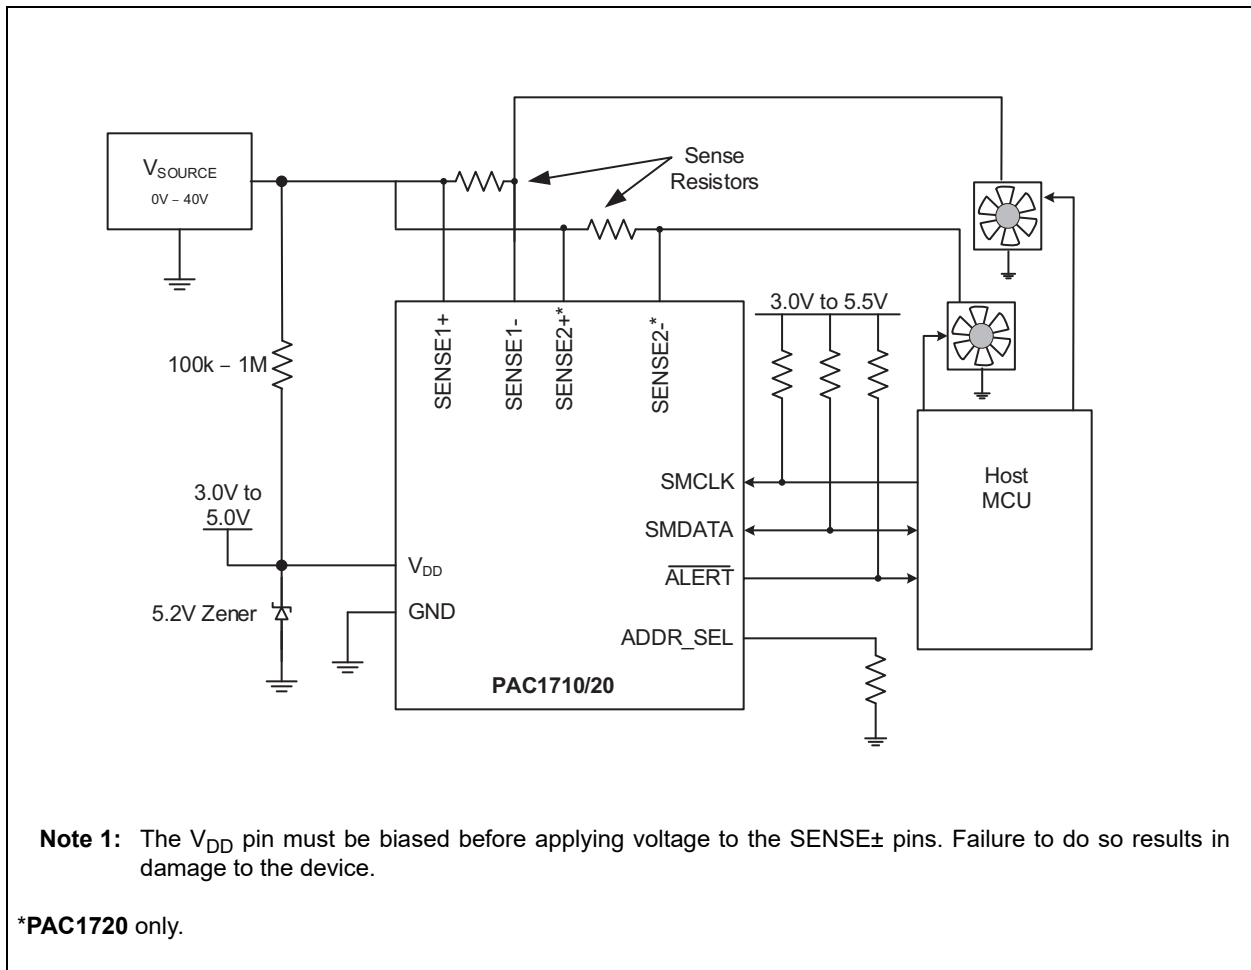 V_SOURCE
0V – 40V
Sense
Resistors
100k – 1M
3.0V to
5.0V
5.2V Zener
SENSE1+
SENSE1-
SENSE2+*
SENSE2-*
3.0V to 5.5V
V_DD
GND
SMCLK
SMDATA
ALERT
ADDR_SEL
PAC1710/20
Host
MCU
Note 1: The V_DD pin must be biased before applying voltage to the SENSE± pins. Failure to do so results in
damage to the device.
*PAC1720 only.